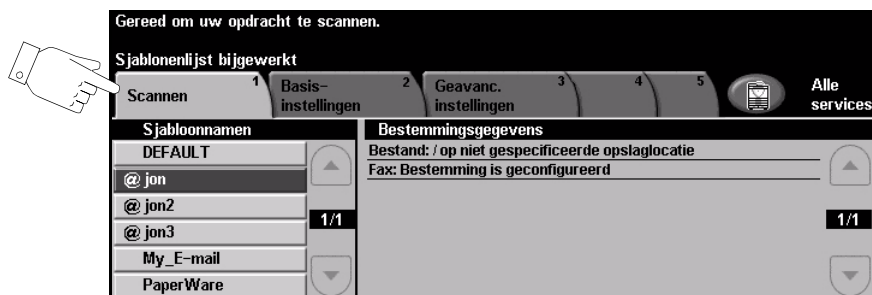 Gereed om uw opdracht te scannen.
Sjablonenlijst bijgewerkt
Scannen 1
Basis-
instellingen 2
Geavanc.
instellingen 3
4
5
Alle
services
Sjabloonnamen
DEFAULT
@ jon
@ jon2
@ jon3
My_E-mail
PaperWare
1/1
Bestemmingsgegevens
Bestand: / op niet gespecificeerde opslaglocatie
Fax: Bestemming is geconfigureerd
1/1